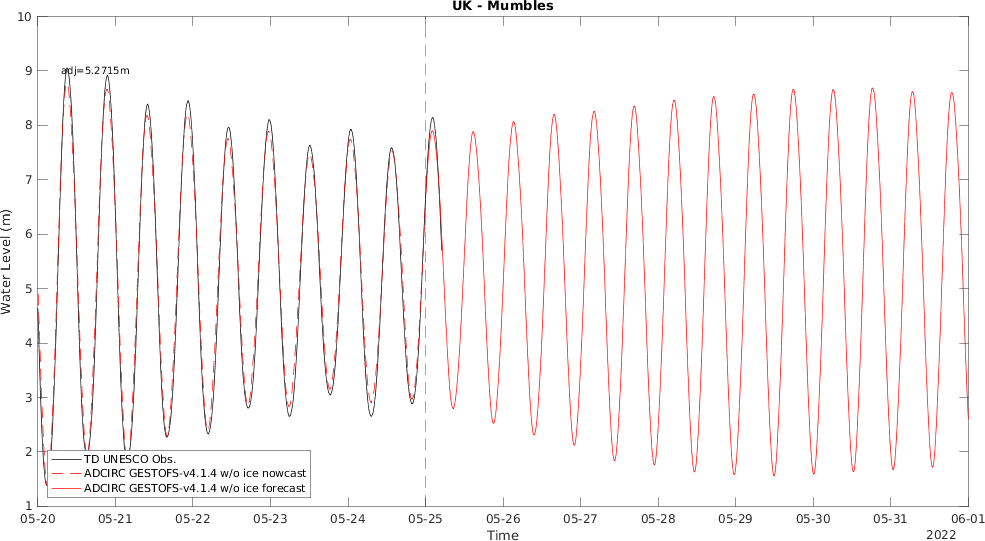 UK - Mumbles
adj=5.2715m
Water Level (m)
10
9
8
7
6
5
4
3
2
1
TD UNESCO Obs.
ADCIRC GESTOFS-v4.1.4 w/o ice nowcast
ADCIRC GESTOFS-v4.1.4 w/o ice forecast
05-20 05-21 05-22 05-23 05-24 05-25 05-26 05-27 05-28 05-29 05-30 05-31 06-01
Time
2022